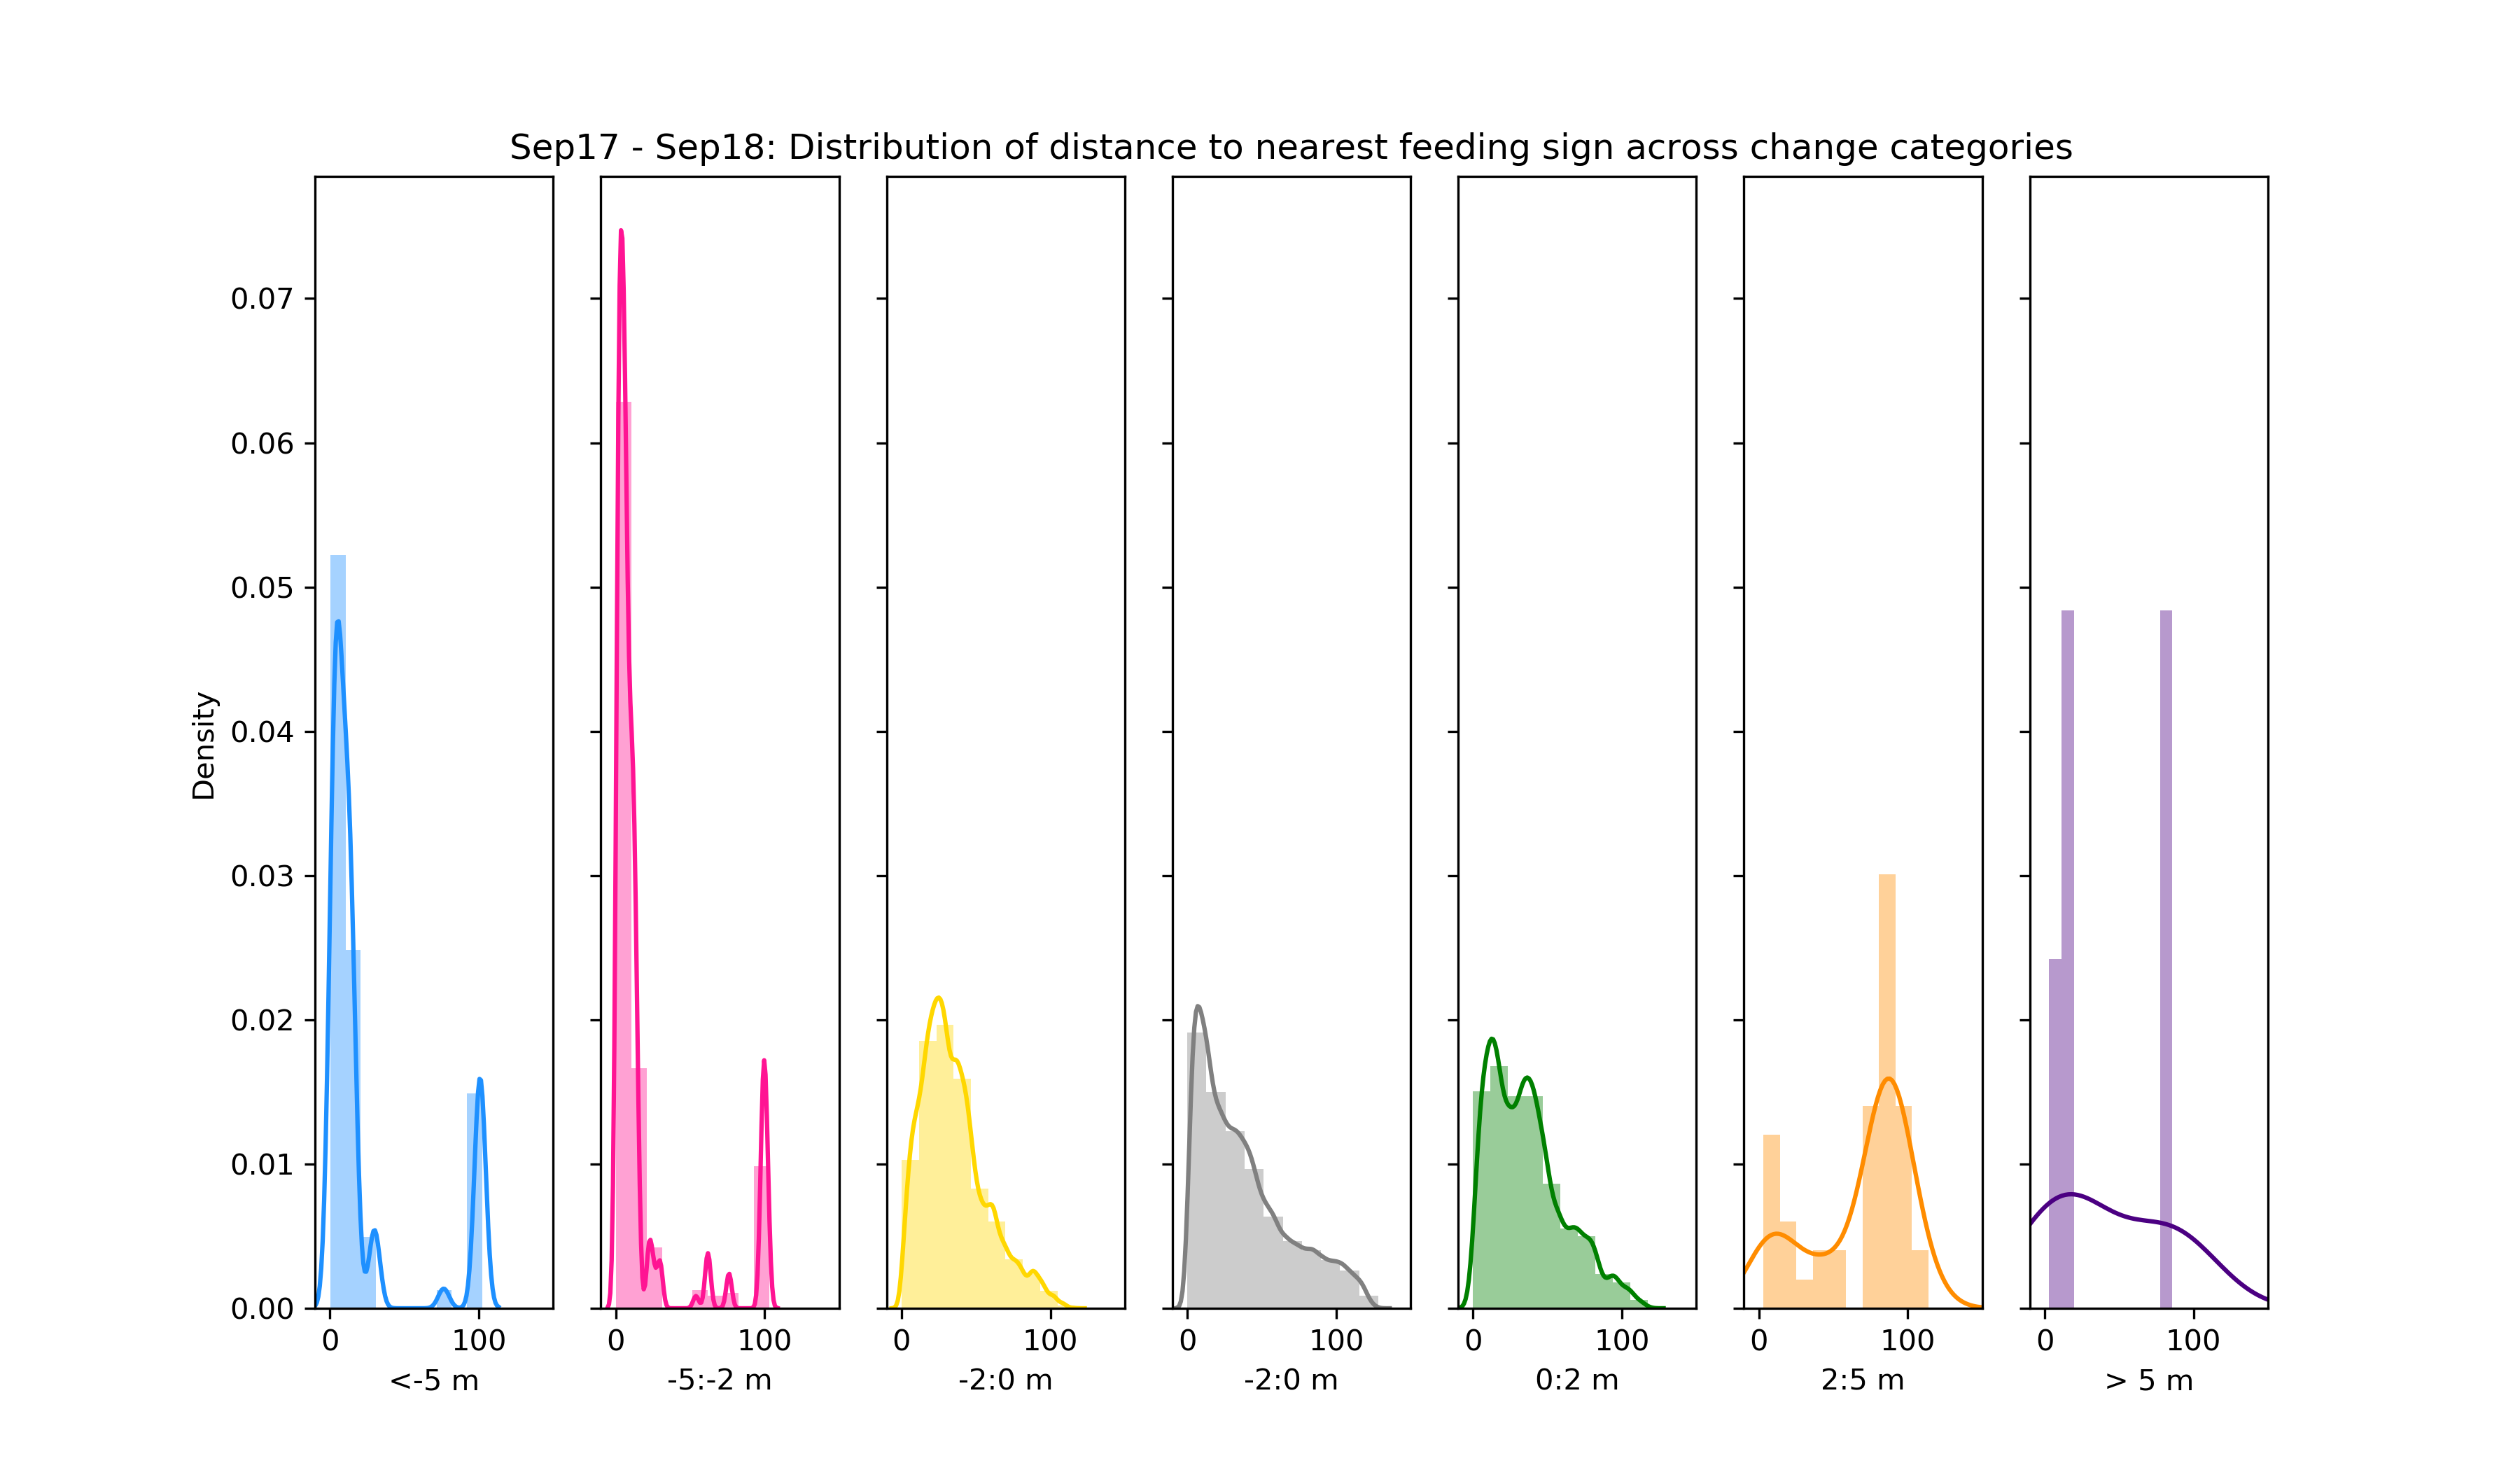 Sep17 - Sep18: Distribution of distance to nearest feeding sign across change categories
Density
0.07
0.06
0.05
0.04
0.03
0.02
0.01
0.00
0 100 0 100 0 100 0 100 0 100 0 100 0 100
<-5 m -5:-2 m -2:0 m -2:0 m 0:2 m 2:5 m > 5 m